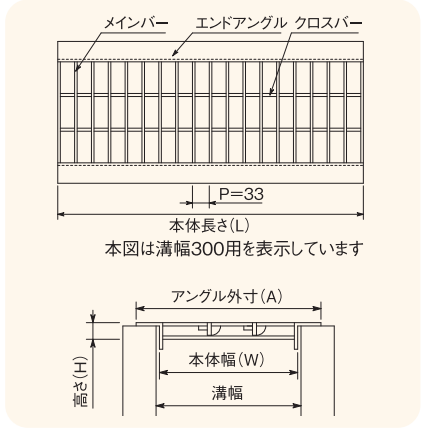 メインバー
エンドアングル
クロスバー
P=33
本体長さ(L)
本図は溝幅300用を表示しています
アングル外寸(A)
高さ(H)
本体幅(W)
溝幅